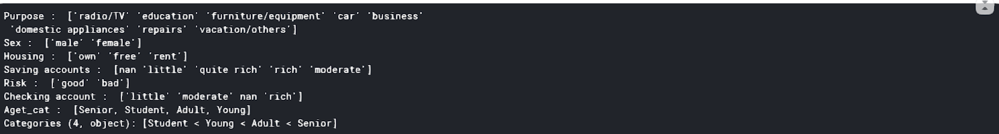 Purpose :  ['radio/TV' 'education' 'furniture/equipment' 'car' 'business'
 'domestic appliances' 'repairs' 'vacation/others']
Sex :  ['male' 'female']
Housing :  ['own' 'free' 'rent']
Saving accounts :  [nan 'little' 'quite rich' 'rich' 'moderate']
Risk :  ['good' 'bad']
Checking account :  ['little' 'moderate' nan 'rich']
Aget_cat :  [Senior, Student, Adult, Young]
Categories (4, object): [Student < Young < Adult < Senior]